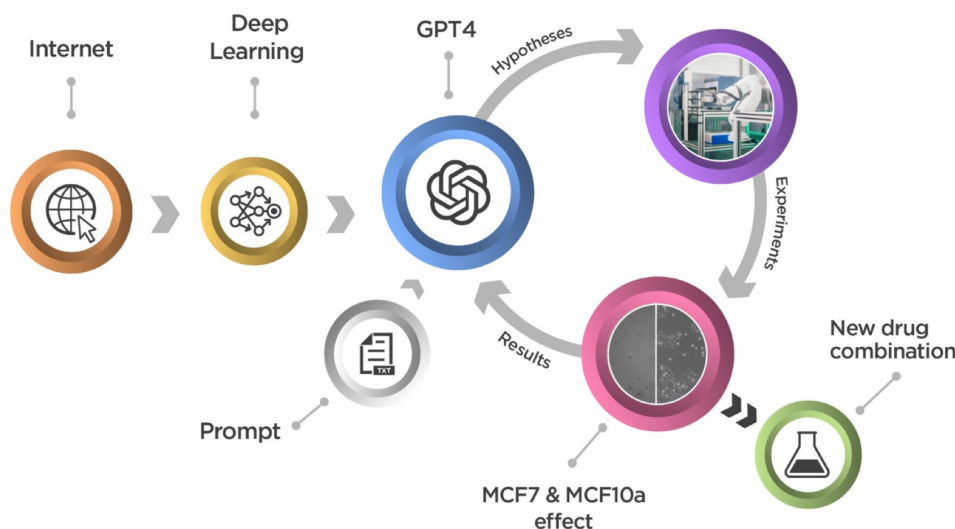 Internet
Deep
Learning
GPT4
Hypotheses
Experiments
Results
TXT
Prompt
New drug
combination
MCF7 & MCF10a
effect